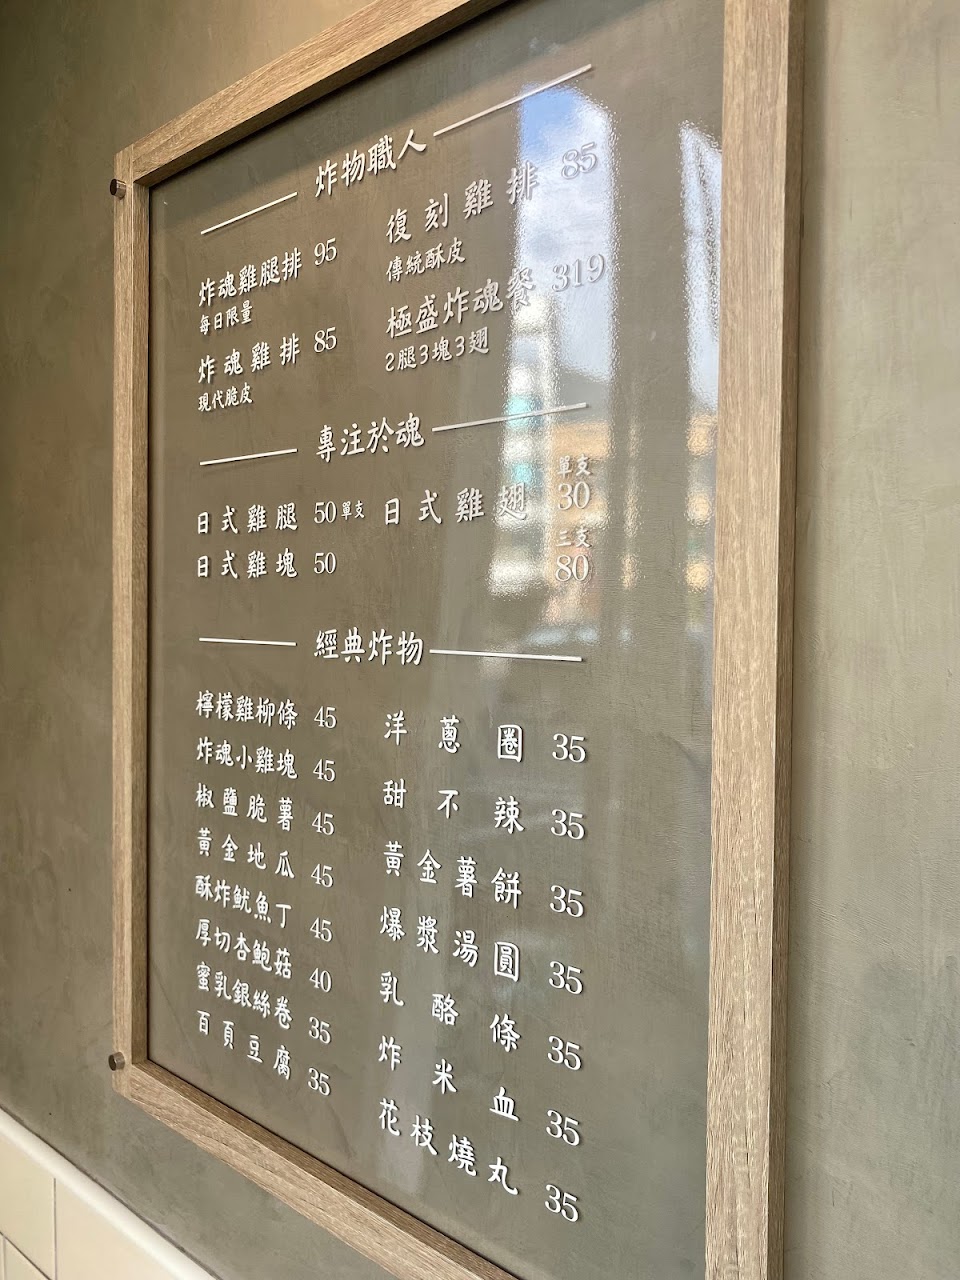 炸物職人
炸魂雞腿排 95
每日限量
炸魂雞排 85
現代脆皮
復刻雞排 85
傳統酥皮
極盛炸魂餐 319
2腿3塊3翅
專注於魂
日式雞腿 50單支
日式雞塊 50
日式雞翅 單支 30
三支 80
經典炸物
檸檬雞柳條 45
炸魂小雞塊 45
椒鹽脆薯 45
黃金地瓜 45
酥炸魷魚丁 45
厚切杏鮑菇 40
蜜乳銀絲卷 35
百頁豆腐 35
洋蔥圈 35
甜不辣 35
黃金薯餅 35
爆漿湯圓 35
乳酪條 35
炸米血 35
花枝燒丸 35